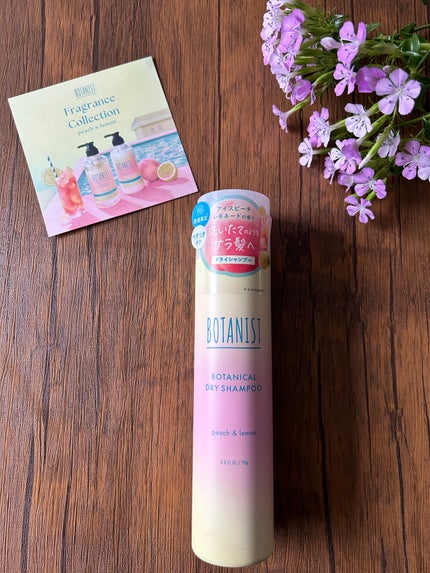 BOTANIST
Fragrance
Collection
peach & lemon
BOTANIST
アイスピーチ
レモネードの香り
洗いたてのような
サラ髪へ
ドライシャンプー
BOTANIST
BOTANICAL
DRY SHAMPOO
peach & lemon